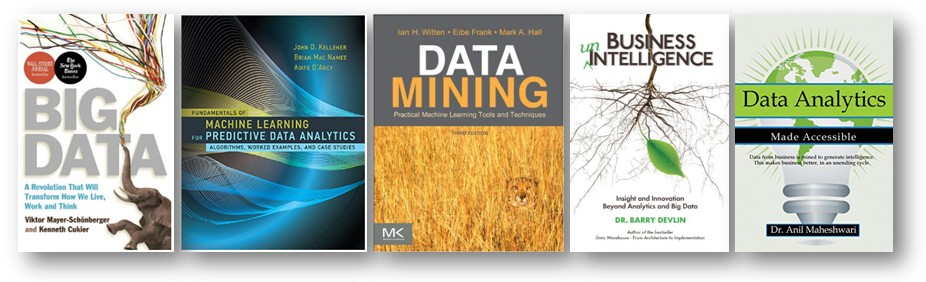 WALL STREET
JOURNAL
The
New York
Times
BIG
DATA
A Revolution That Will
Transform How We Live,
Work and Think
Viktor Mayer-Schönberger
and Kenneth Cukier
JOHN D. KELLEHER
BRIAN MAC NAMEE
AOIFE D'ARCY
FUNDAMENTALS OF
MACHINE LEARNING
FOR PREDICTIVE DATA ANALYTICS
ALGORITHMS, WORKED EXAMPLES, AND CASE STUDIES
Ian H. Witten • Eibe Frank • Mark A. Hall
DATA
MINING
Practical Machine Learning Tools and Techniques
THIRD EDITION
MK
un BUSINESS
INTELLIGENCE
Insight and Innovation
Beyond Analytics and Big Data
DR. BARRY DEVLIN
Author of the bestseller
Data Warehouse - From Architecture to Implementation
Data Analytics
Made Accessible
Data from business is mined to generate intelligence.
This makes business better, in an unending cycle.
Dr. Anil Maheshwari